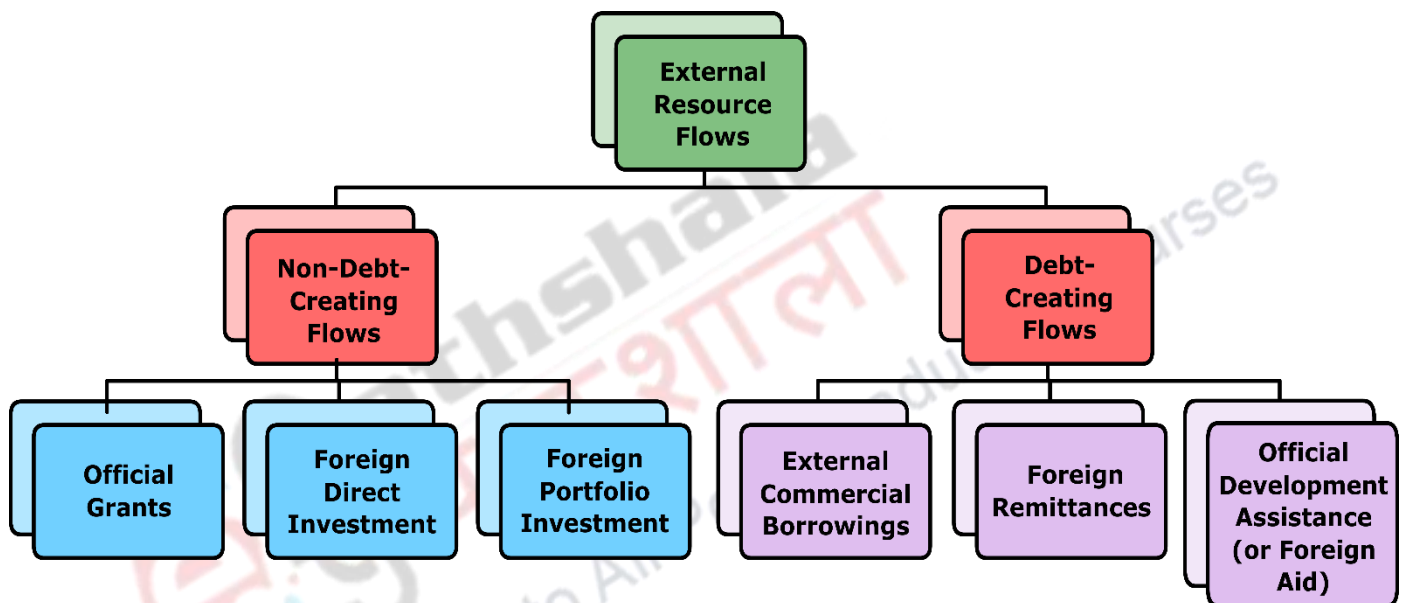 External
Resource
Flows
Non-Debt-
Creating
Flows
Debt-
Creating
Flows
Official
Grants
Foreign
Direct
Investment
Foreign
Portfolio
Investment
External
Commercial
Borrowings
Foreign
Remittances
Official
Development
Assistance
(or Foreign
Aid)